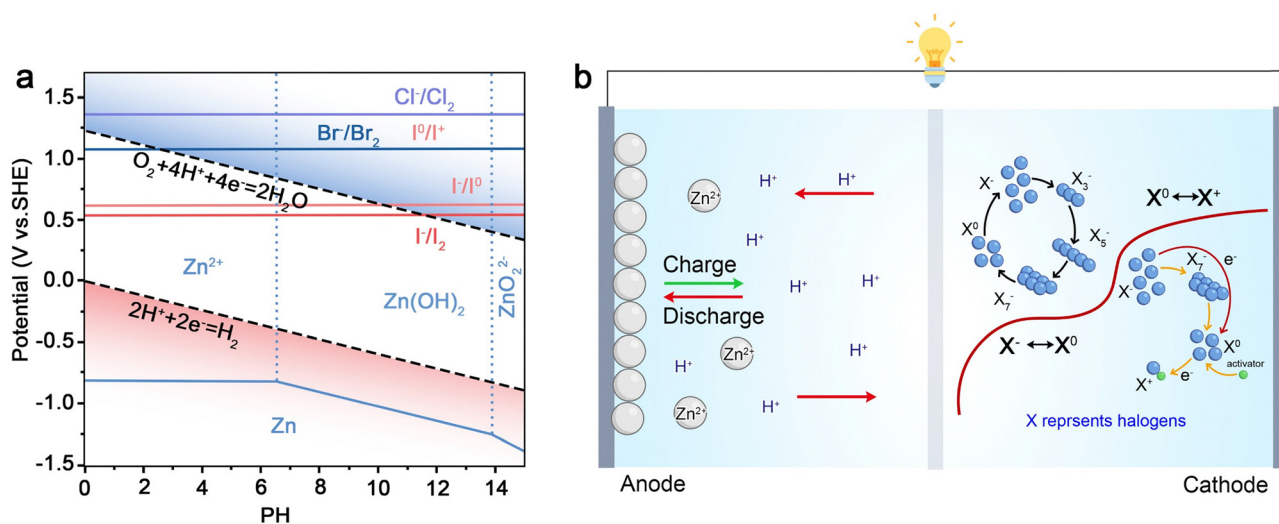 a
Potential (V vs.SHE)
1.5
1.0
0.5
0.0
-0.5
-1.0
-1.5
Cl⁻/Cl₂
Br⁻/Br₂
I⁰/I⁺
O₂+4H⁺+4e⁻=2H₂O
I⁻/I⁰
I⁻/I₂
Zn²⁺
Zn(OH)₂
ZnO₂²⁻
2H⁺+2e⁻=H₂
Zn
0 2 4 6 8 10 12 14
PH
b
Zn²⁺
H⁺
H⁺
H⁺
Charge
Discharge
H⁺
H⁺
H⁺
Zn²⁺
H⁺
Zn²⁺
H⁺
X⁻
X₃⁻
X⁰
X₅⁻
X₇⁻
X⁰↔X⁺
X₇⁻
e⁻
X⁻
X⁰
activator
X⁺
e⁻
X⁻↔X⁰
X reprsents halogens
Anode
Cathode